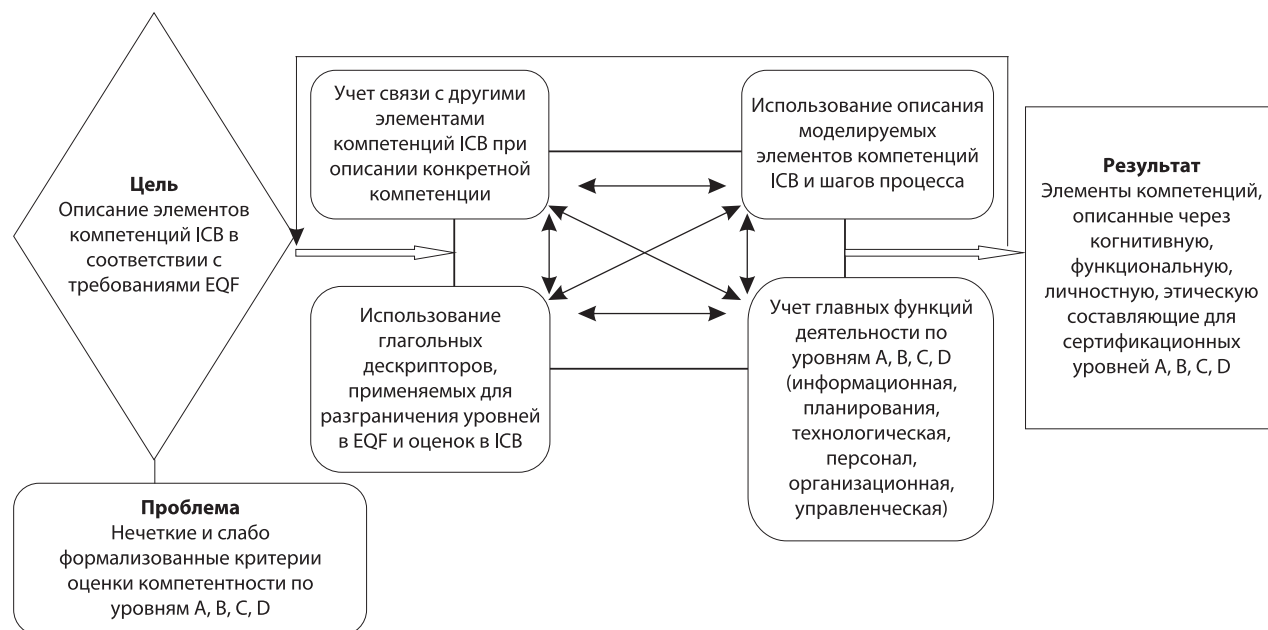 Цель
Описание элементов
компетенций ICB в
соответствии с
требованиями EQF
Проблема
Нечеткие и слабо
формализованные критерии
оценки компетентности по
уровням A, B, C, D
Учет связи с другими
элементами
компетенций ICB при
описании конкретной
компетенции
Использование
глагольных
дескрипторов,
применяемых для
разграничения уровней
в EQF и оценок в ICB
Использование описания
моделируемых
элементов компетенций
ICB и шагов процесса
Учет главных функций
деятельности по
уровням A, B, C, D
(информационная,
планирования,
технологическая,
персонал,
организационная,
управленческая)
Результат
Элементы компетенций,
описанные через
когнитивную,
функциональную,
личностную, этическую
составляющие для
сертификационных
уровней A, B, C, D